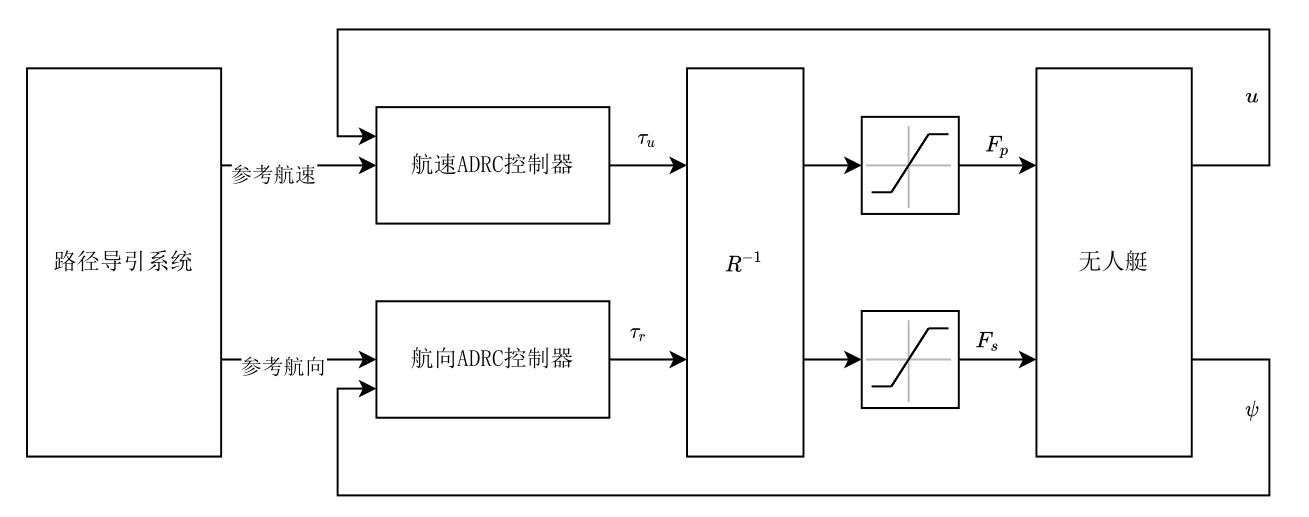 u
参考航速
航速ADRC控制器
τ_u
F_p
路径导引系统
R^{-1}
无人艇
参考航向
航向ADRC控制器
τ_r
F_s
ψ